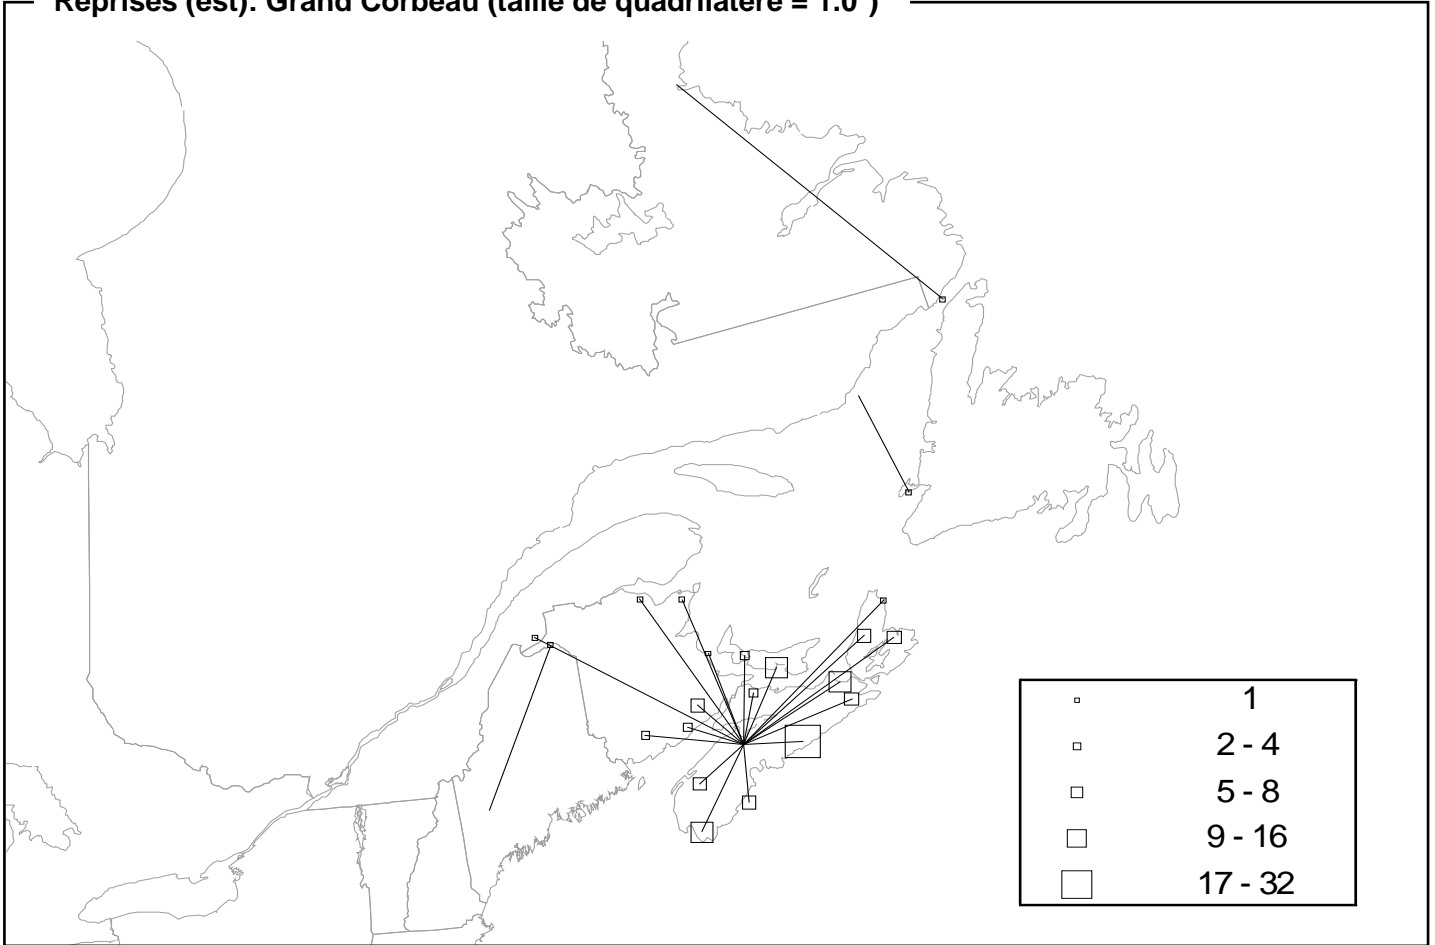 Reprises (est): Grand Corbeau (taille de quadrilatère = 1.0°)
1
2 - 4
5 - 8
9 - 16
17 - 32